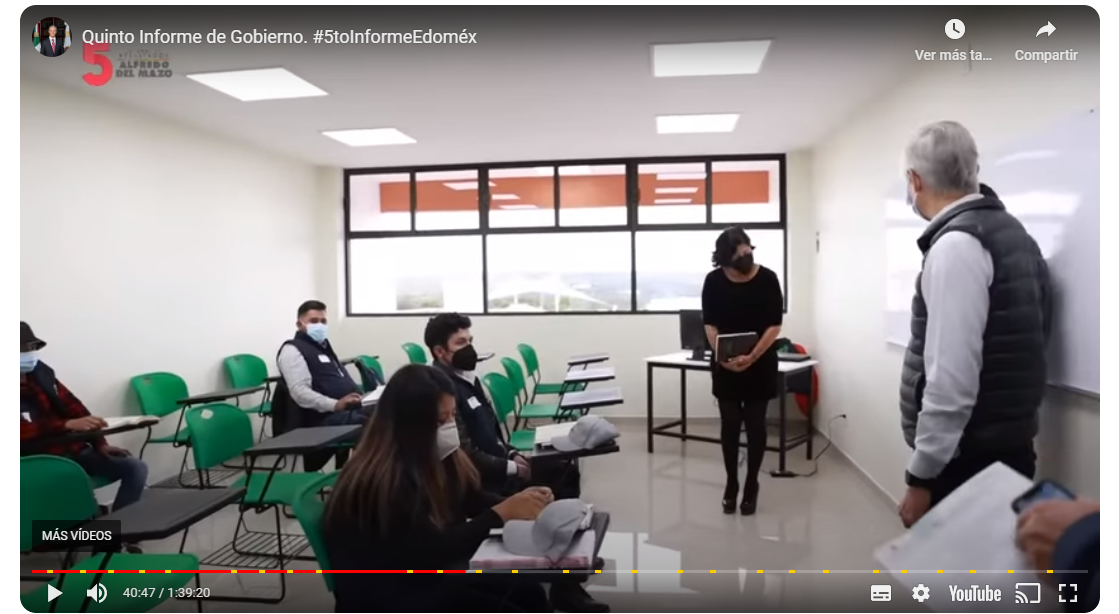 Quinto Informe de Gobierno. #5toInformeEdoméx
Ver más ta...
Compartir
5
ALFREDO
DEL MAZO
MÁS VÍDEOS
40:47 / 1:39:20
YouTube